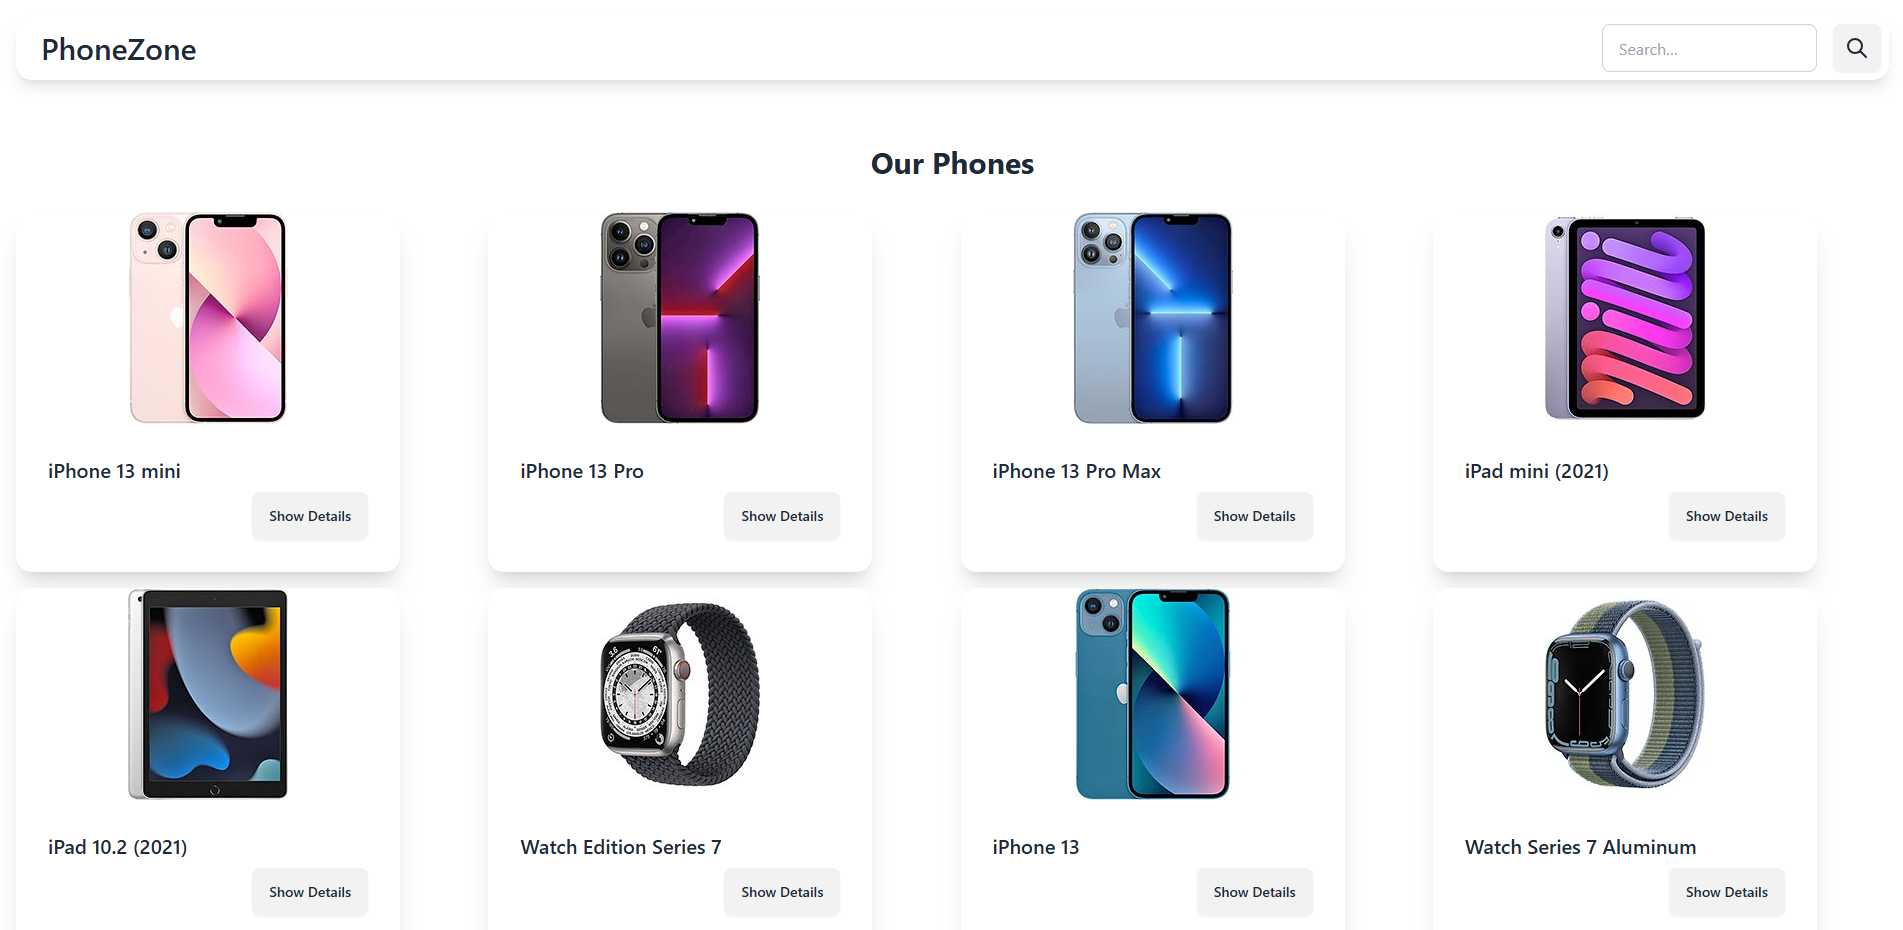 PhoneZone
Search...
Our Phones
iPhone 13 mini
Show Details
iPhone 13 Pro
Show Details
iPhone 13 Pro Max
Show Details
iPad mini (2021)
Show Details
iPad 10.2 (2021)
Show Details
Watch Edition Series 7
Show Details
iPhone 13
Show Details
Watch Series 7 Aluminum
Show Details